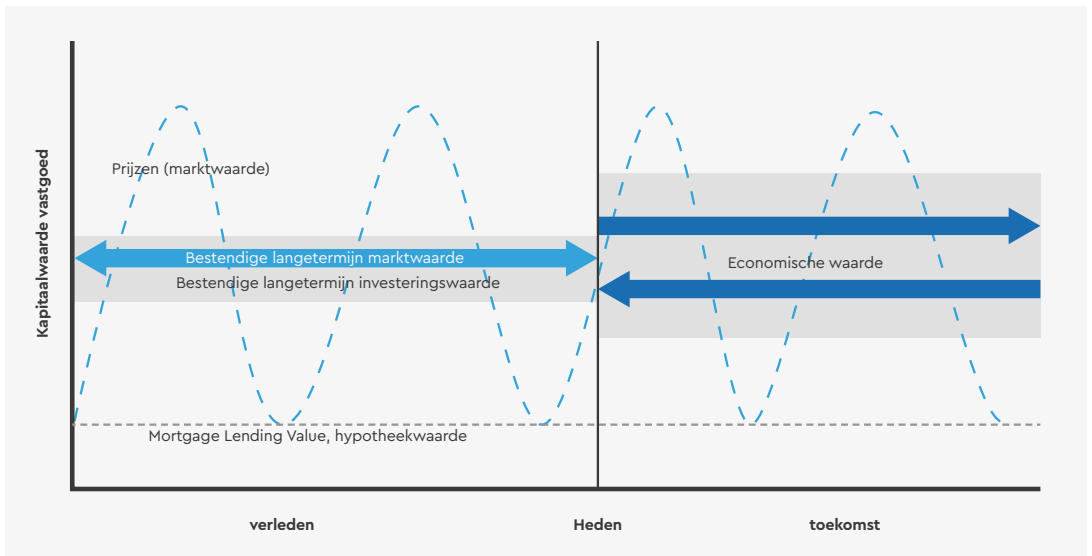 Kapitaalwaarde vastgoed
Prijzen (marktwaarde)
Bestendige langetermijn marktwaarde
Bestendige langetermijn investeringswaarde
Economische waarde
Mortgage Lending Value, hypotheekwaarde
verleden
Heden
toekomst